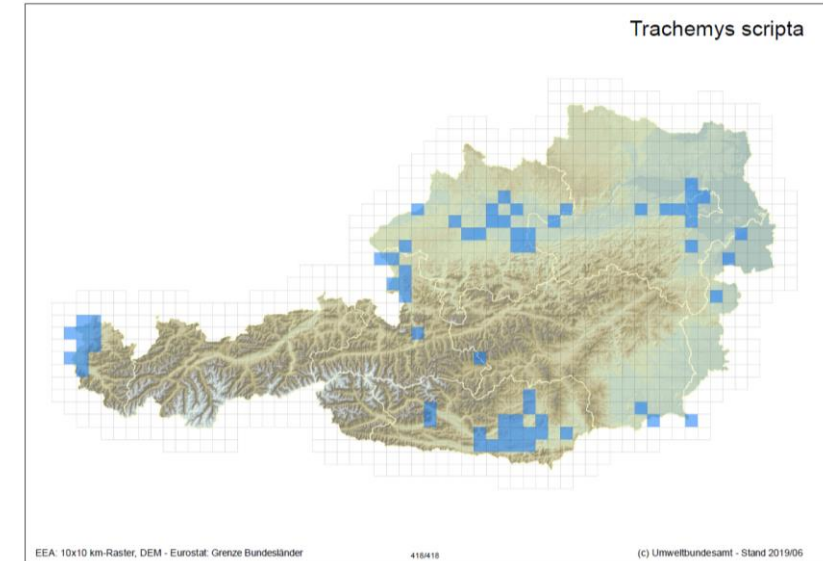 Trachemys scripta
EEA: 10x10 km-Raster, DEM - Eurostat: Grenze Bundesländer
418/418
(c) Umweltbundesamt - Stand 2019/06